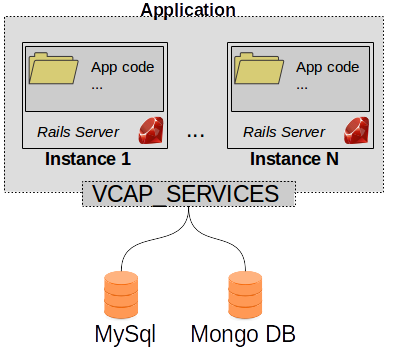 Application
App code
...
Rails Server
Instance 1
...
App code
...
Rails Server
Instance N
VCAP_SERVICES
MySql
Mongo DB